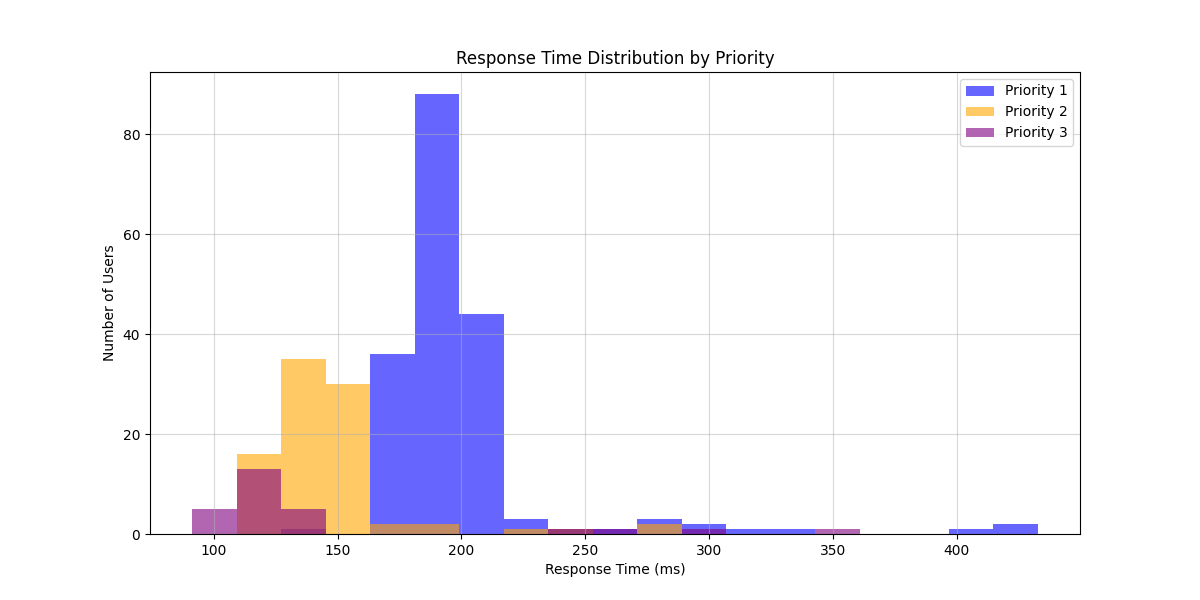 Response Time Distribution by Priority
Priority 1
Priority 2
Priority 3
Number of Users
80
60
40
20
0
100 150 200 250 300 350 400
Response Time (ms)